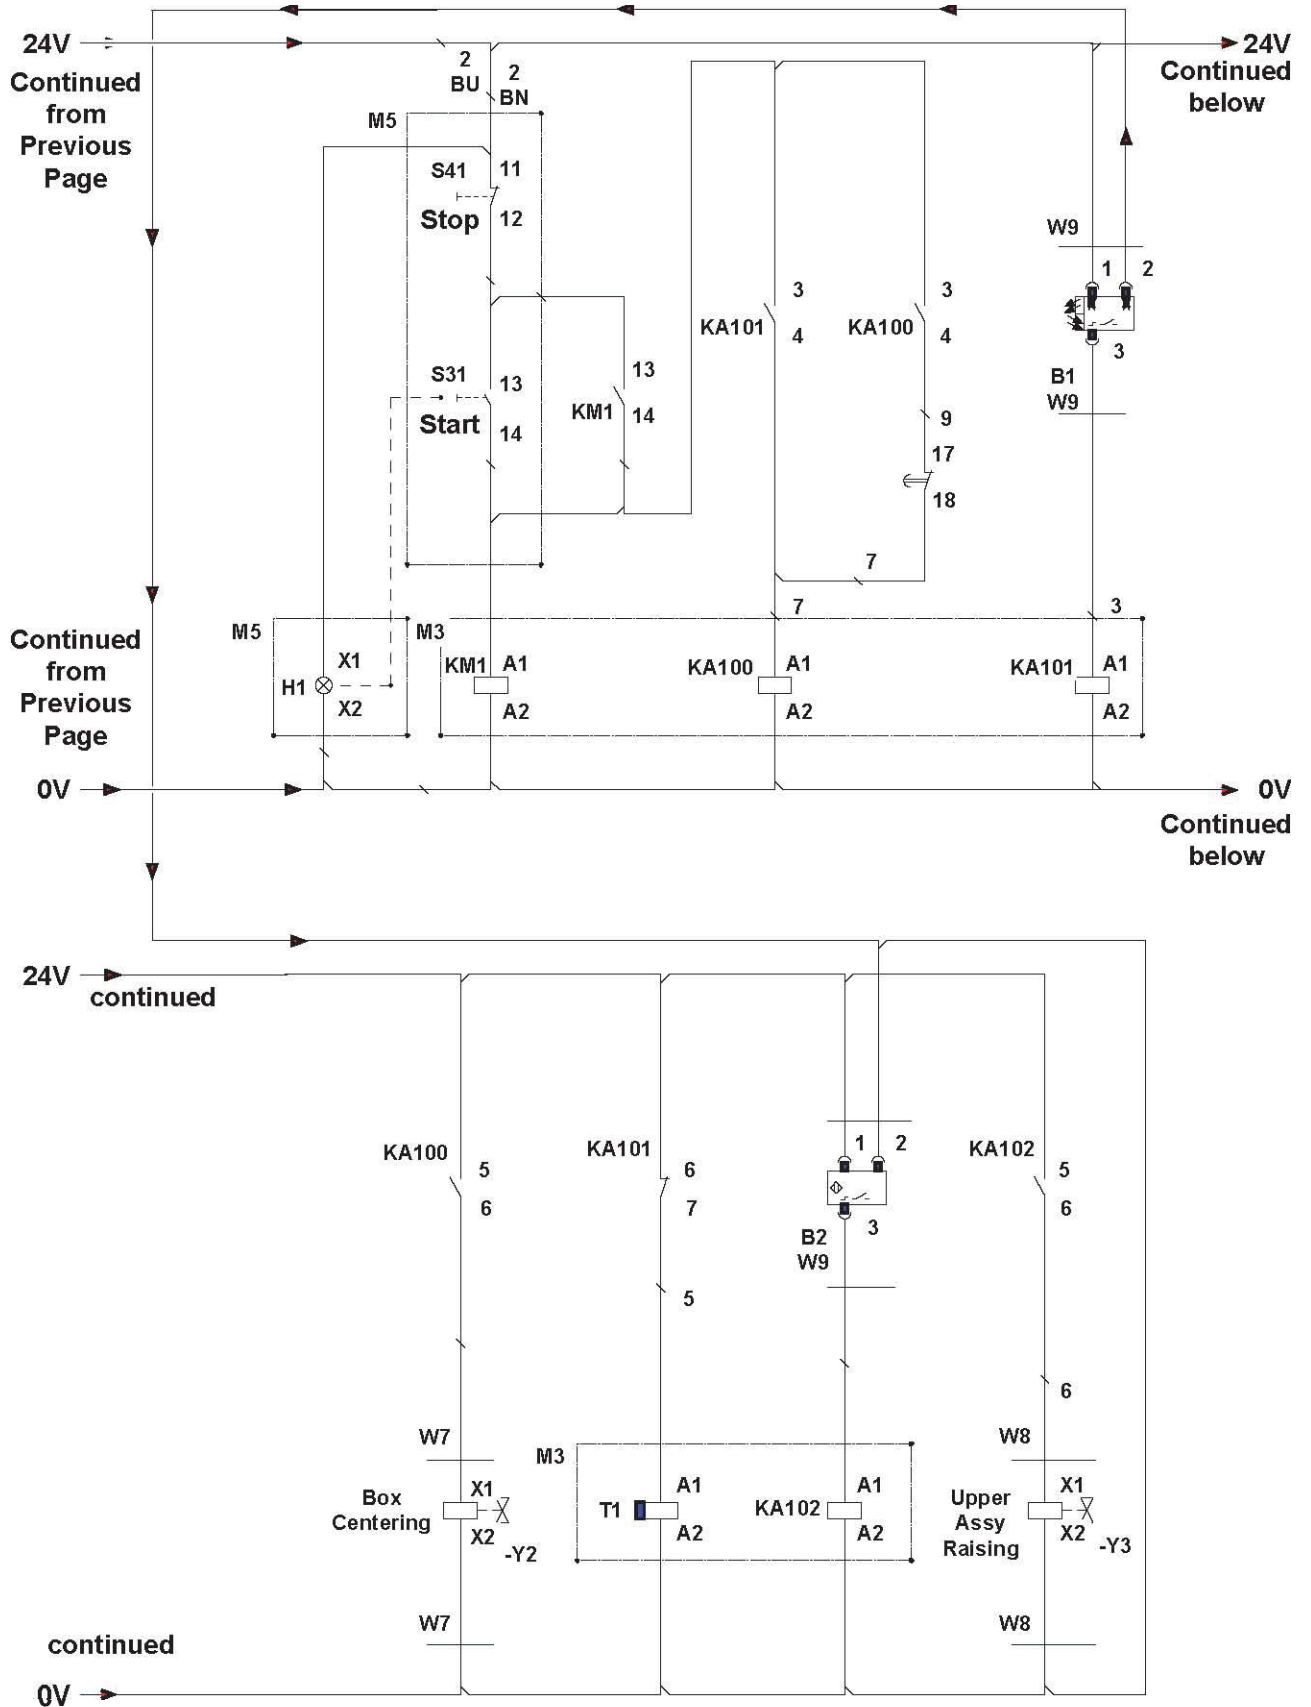 24V
Continued
from
Previous
Page
2
BU
2
BN
24V
Continued
below
M5
S41
11
Stop
12
W9
1
2
3
KA101
4
3
KA100
4
3
B1
W9
S31
13
Start
14
13
KM1
14
9
17
18
7
Continued
from
Previous
Page
M5
X1
H1
X2
M3
KM1
A1
A2
7
KA100
A1
A2
3
KA101
A1
A2
0V
0V
Continued
below
24V
continued
KA100
5
6
KA101
6
7
5
1
2
3
B2
W9
KA102
5
6
6
W7
Box
Centering
X1
X2
-Y2
W7
M3
T1
A1
A2
KA102
A1
A2
W8
Upper
Assy
Raising
X1
X2
-Y3
W8
continued
0V